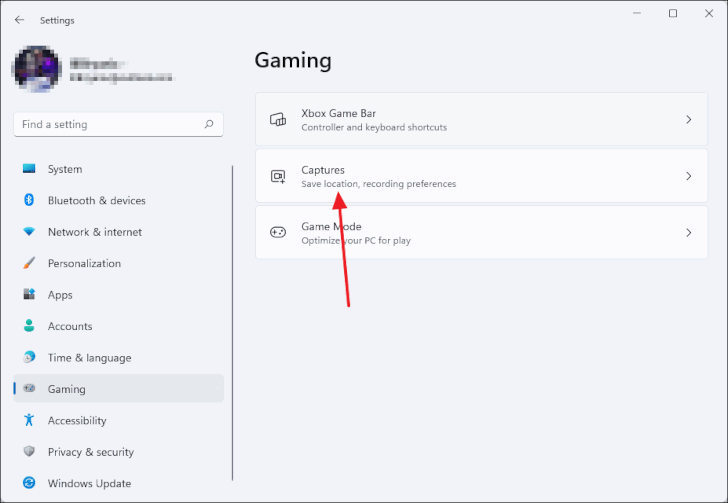 Settings
Find a setting
System
Bluetooth & devices
Network & internet
Personalization
Apps
Accounts
Time & language
Gaming
Accessibility
Privacy & security
Windows Update
Gaming
Xbox Game Bar
Controller and keyboard shortcuts
Captures
Save location, recording preferences
Game Mode
Optimize your PC for play